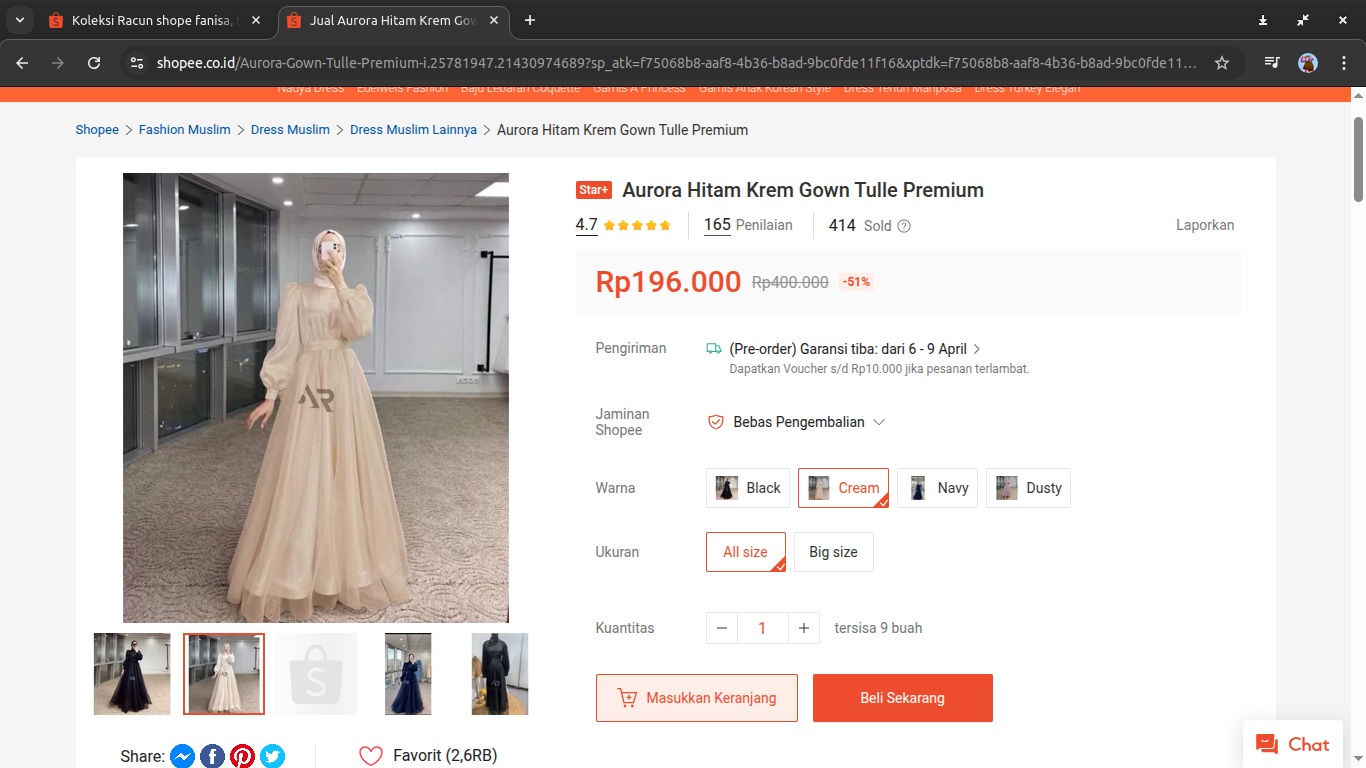 Koleksi Racun shope fanisa,
Jual Aurora Hitam Krem Gow
shopee.co.id/Aurora-Gown-Tulle-Premium-i.25781947.21430974689?sp_atk=f75068b8-aaf8-4b36-b8ad-9bc0fde11f16&xptdk=f75068b8-aaf8-4b36-b8ad-9bc0fde11...
Nadya Dress Edelweis Fashion Baju Lebaran Coquette Gamis A Princess Gamis Anak Korean Style Dress Tenun Mariposa Dress Turkey Elegan
Shopee > Fashion Muslim > Dress Muslim > Dress Muslim Lainnya > Aurora Hitam Krem Gown Tulle Premium
Star+ Aurora Hitam Krem Gown Tulle Premium
4.7 165 Penilaian 414 Sold ? Laporkan
Rp196.000 Rp400.000 -51%
Pengiriman (Pre-order) Garansi tiba: dari 6 - 9 April >
Dapatkan Voucher s/d Rp10.000 jika pesanan terlambat.
Jaminan Shopee Bebas Pengembalian
Warna Black Cream Navy Dusty
Ukuran All size Big size
Kuantitas − 1 + tersisa 9 buah
Masukkan Keranjang Beli Sekarang
AR
Share: Favorit (2,6RB)
Chat